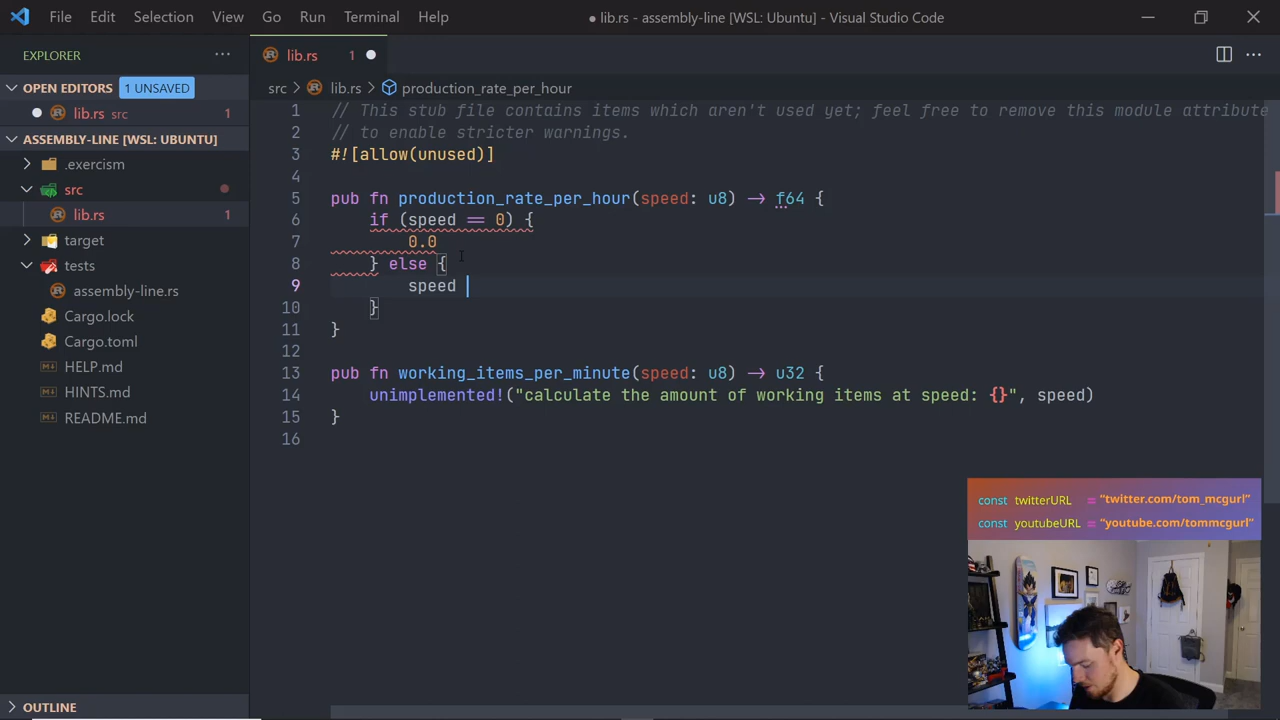 File Edit Selection View Go Run Terminal Help
● lib.rs - assembly-line [WSL: Ubuntu] - Visual Studio Code
EXPLORER
OPEN EDITORS 1 UNSAVED
lib.rs src 1
ASSEMBLY-LINE [WSL: UBUNTU]
.exercism
src
lib.rs 1
target
tests
assembly-line.rs
Cargo.lock
Cargo.toml
HELP.md
HINTS.md
README.md
OUTLINE
lib.rs 1
src > lib.rs > production_rate_per_hour
1 // This stub file contains items which aren't used yet; feel free to remove this module attribute
2 // to enable stricter warnings.
3 #![allow(unused)]
4
5 pub fn production_rate_per_hour(speed: u8) -> f64 {
6 if (speed == 0) {
7 0.0
8 } else {
9 speed
10 }
11 }
12
13 pub fn working_items_per_minute(speed: u8) -> u32 {
14 unimplemented!("calculate the amount of working items at speed: {}", speed)
15 }
16
const twitterURL = "twitter.com/tom_mcgurl"
const youtubeURL = "youtube.com/tommcgurl"